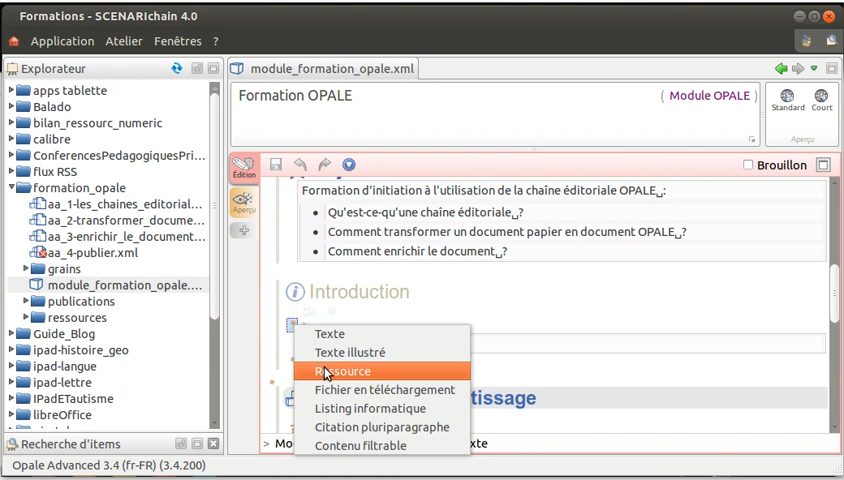 Formations - SCENARIchain 4.0
Application Atelier Fenêtres ?
Explorateur
apps tablette
Balado
bilan_ressourc_numeric
calibre
ConferencesPedagogiquesPri...
flux RSS
formation_opale
aa_1-les_chaines_editorial...
aa_2-transformer_docume...
aa_3-enrichir_le_document...
aa_4-publier.xml
grains
module_formation_opale....
publications
ressources
Guide_Blog
ipad-histoire_geo
ipad-langue
ipad-lettre
IPadETautisme
libreOffice
Recherche d'items
module_formation_opale.xml
Formation OPALE
( Module OPALE )
Standard Court
Aperçu
Édition
Aperçu
Brouillon
Formation d'initiation à l'utilisation de la chaîne éditoriale OPALE␣:
• Qu'est-ce-qu'une chaîne éditoriale␣?
• Comment transformer un document papier en document OPALE␣?
• Comment enrichir le document␣?
Introduction
Texte
Texte illustré
Ressource
Fichier en téléchargement
Listing informatique
Citation pluriparagraphe
Contenu filtrable
tissage
> Mo
xte
Opale Advanced 3.4 (fr-FR) (3.4.200)